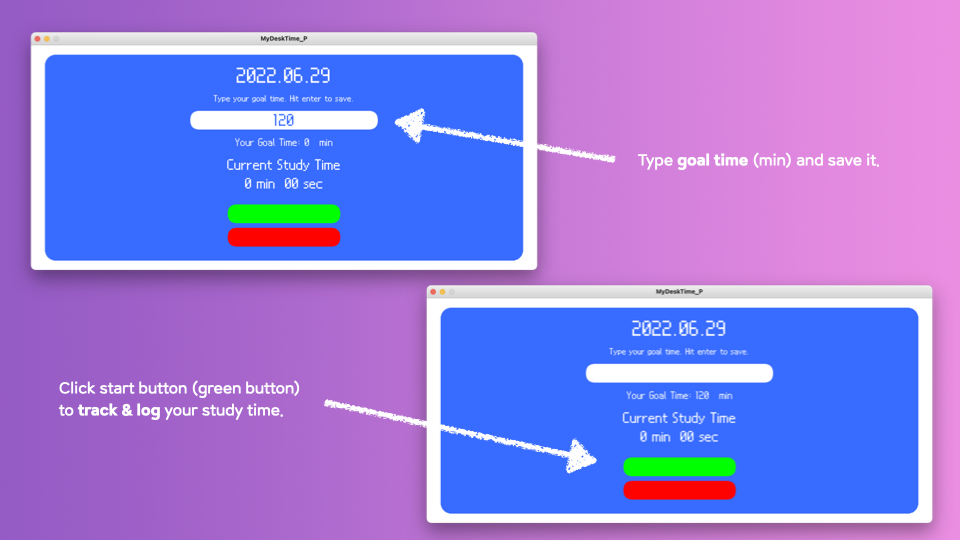 MyDeskTime_P
2022.06.29
Type your goal time. Hit enter to save.
120
Your Goal Time: 0 min
Current Study Time
0 min 00 sec
Type goal time (min) and save it.
MyDeskTime_P
2022.06.29
Type your goal time. Hit enter to save.
Your Goal Time: 120 min
Current Study Time
0 min 00 sec
Click start button (green button)
to track & log your study time.